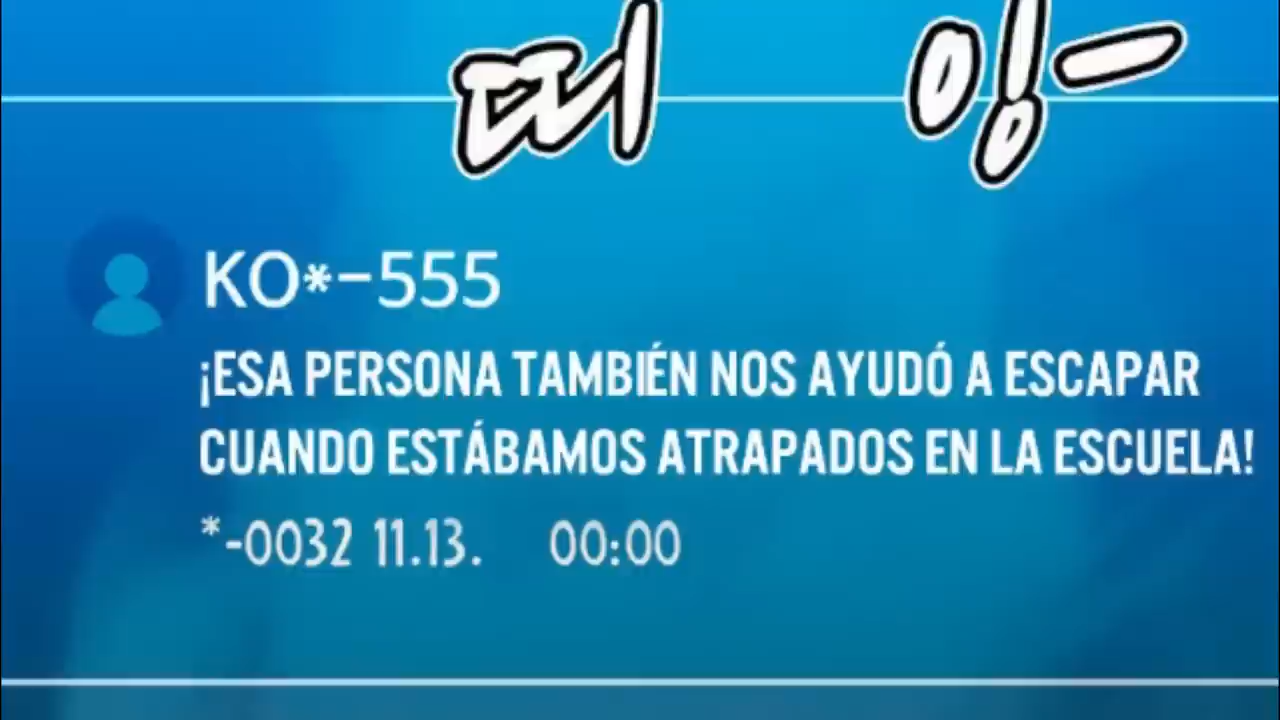 띠 잉-
KO*-555
¡ESA PERSONA TAMBIÉN NOS AYUDÓ A ESCAPAR
CUANDO ESTÁBAMOS ATRAPADOS EN LA ESCUELA!
*-0032 11.13. 00:00